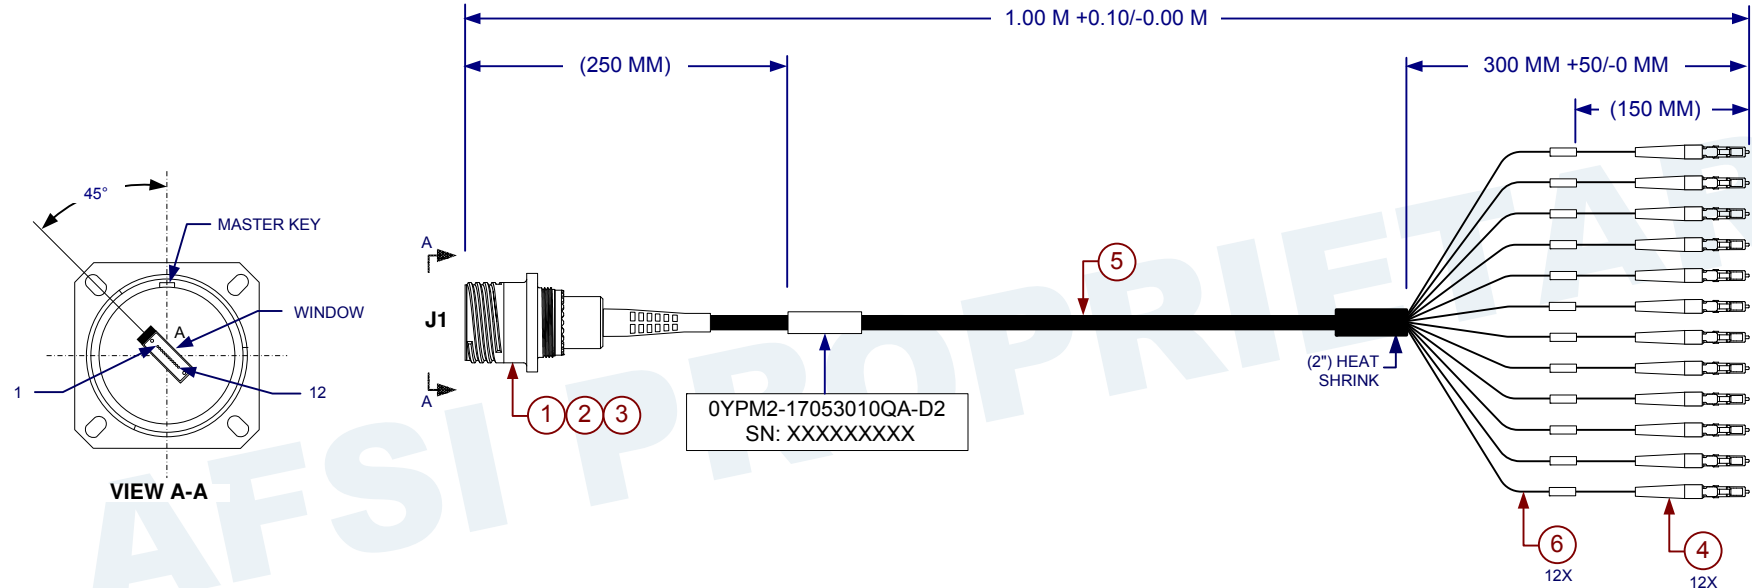 1.00 M +0.10/-0.00 M
(250 MM)
300 MM +50/-0 MM
(150 MM)
45°
MASTER KEY
WINDOW
A
1
12
VIEW A-A
A
J1
A
1 2 3
5
0YPM2-17053010QA-D2
SN: XXXXXXXXX
(2") HEAT
SHRINK
6
12X
4
12X
AFSI PROPRIETAR